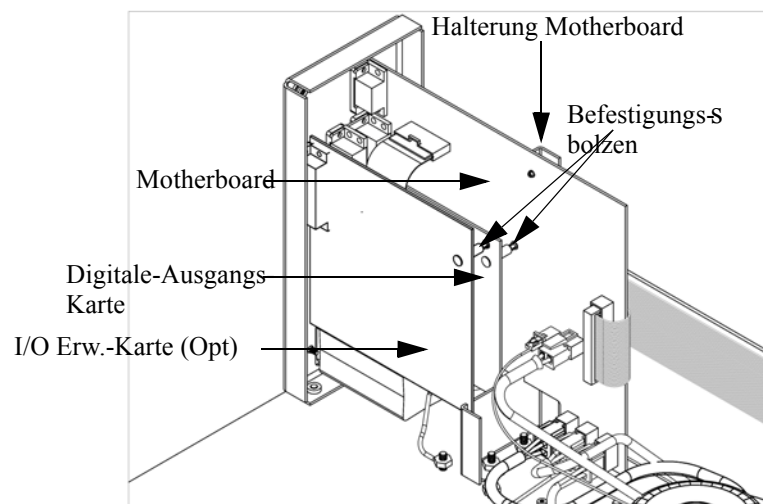 Halterung Motherboard
Befestigungs-s
bolzen
Motherboard
Digitale-Ausgangs
Karte
I/O Erw.-Karte (Opt)